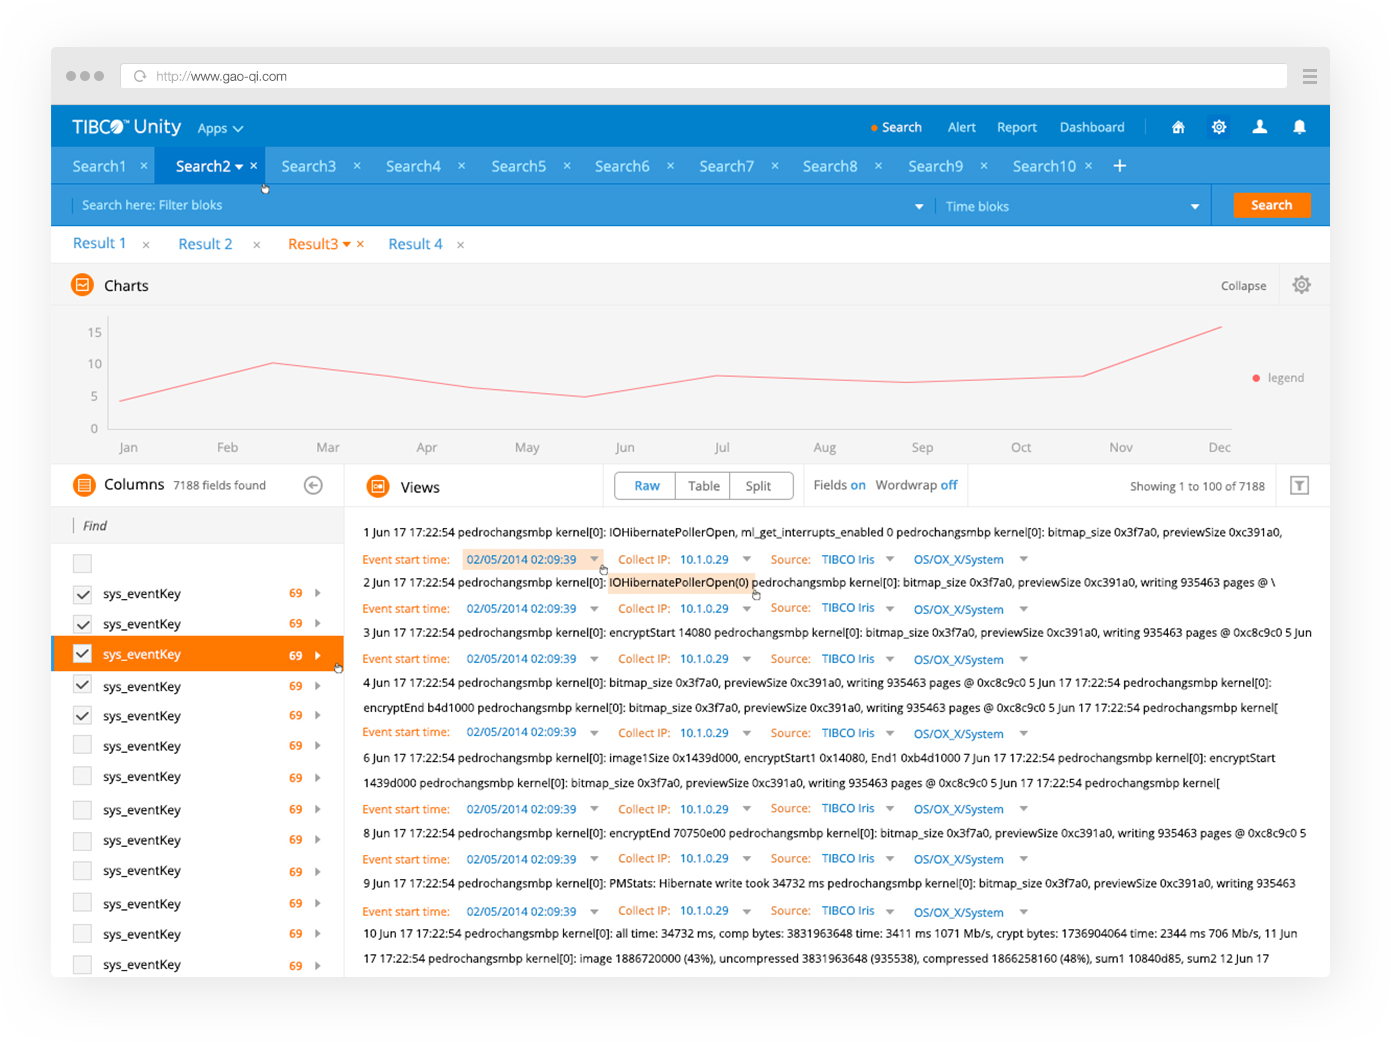 http://www.gao-qi.com
TIBCO™ Unity Apps Search Alert Report Dashboard
Search1 × Search2 × Search3 × Search4 × Search5 × Search6 × Search7 × Search8 × Search9 × Search10 × +
Search here: Filter bloks Time bloks Search
Result 1 × Result 2 × Result3 × Result 4 ×
Charts Collapse
15
10
5
0
legend
Jan Feb Mar Apr May Jun Jul Aug Sep Oct Nov Dec
Columns 7188 fields found
Views Raw Table Split Fields on Wordwrap off Showing 1 to 100 of 7188
Find
sys_eventKey 69
sys_eventKey 69
sys_eventKey 69
sys_eventKey 69
sys_eventKey 69
sys_eventKey 69
sys_eventKey 69
sys_eventKey 69
sys_eventKey 69
sys_eventKey 69
sys_eventKey 69
sys_eventKey 69
sys_eventKey 69
1 Jun 17 17:22:54 pedrochangsmbp kernel[0]: IOHibernatePollerOpen, ml_get_interrupts_enabled 0 pedrochangsmbp kernel[0]: bitmap_size 0x3f7a0, previewSize 0xc391a0,
Event start time: 02/05/2014 02:09:39 Collect IP: 10.1.0.29 Source: TIBCO Iris OS/OX_X/System
2 Jun 17 17:22:54 pedrochangsmbp kernel[0]: IOHibernatePollerOpen(0) pedrochangsmbp kernel[0]: bitmap_size 0x3f7a0, previewSize 0xc391a0, writing 935463 pages @ \
Event start time: 02/05/2014 02:09:39 Collect IP: 10.1.0.29 Source: TIBCO Iris OS/OX_X/System
3 Jun 17 17:22:54 pedrochangsmbp kernel[0]: encryptStart 14080 pedrochangsmbp kernel[0]: bitmap_size 0x3f7a0, previewSize 0xc391a0, writing 935463 pages @ 0xc8c9c0 5 Jun
Event start time: 02/05/2014 02:09:39 Collect IP: 10.1.0.29 Source: TIBCO Iris OS/OX_X/System
4 Jun 17 17:22:54 pedrochangsmbp kernel[0]: bitmap_size 0x3f7a0, previewSize 0xc391a0, writing 935463 pages @ 0xc8c9c0 5 Jun 17 17:22:54 pedrochangsmbp kernel[0]:
encryptEnd b4d1000 pedrochangsmbp kernel[0]: bitmap_size 0x3f7a0, previewSize 0xc391a0, writing 935463 pages @ 0xc8c9c0 5 Jun 17 17:22:54 pedrochangsmbp kernel[
Event start time: 02/05/2014 02:09:39 Collect IP: 10.1.0.29 Source: TIBCO Iris OS/OX_X/System
6 Jun 17 17:22:54 pedrochangsmbp kernel[0]: image1Size 0x1439d000, encryptStart1 0x14080, End1 0xb4d1000 7 Jun 17 17:22:54 pedrochangsmbp kernel[0]: encryptStart
1439d000 pedrochangsmbp kernel[0]: bitmap_size 0x3f7a0, previewSize 0xc391a0, writing 935463 pages @ 0xc8c9c0 5 Jun 17 17:22:54 pedrochangsmbp kernel[
Event start time: 02/05/2014 02:09:39 Collect IP: 10.1.0.29 Source: TIBCO Iris OS/OX_X/System
8 Jun 17 17:22:54 pedrochangsmbp kernel[0]: encryptEnd 70750e00 pedrochangsmbp kernel[0]: bitmap_size 0x3f7a0, previewSize 0xc391a0, writing 935463 pages @ 0xc8c9c0 5
Event start time: 02/05/2014 02:09:39 Collect IP: 10.1.0.29 Source: TIBCO Iris OS/OX_X/System
9 Jun 17 17:22:54 pedrochangsmbp kernel[0]: PMStats: Hibernate write took 34732 ms pedrochangsmbp kernel[0]: bitmap_size 0x3f7a0, previewSize 0xc391a0, writing 935463
Event start time: 02/05/2014 02:09:39 Collect IP: 10.1.0.29 Source: TIBCO Iris OS/OX_X/System
10 Jun 17 17:22:54 pedrochangsmbp kernel[0]: all time: 34732 ms, comp bytes: 3831963648 time: 3411 ms 1071 Mb/s, crypt bytes: 1736904064 time: 2344 ms 706 Mb/s, 11 Jun
17 17:22:54 pedrochangsmbp kernel[0]: image 1886720000 (43%), uncompressed 3831963648 (935538), compressed 1866258160 (48%), sum1 10840d85, sum2 12 Jun 17